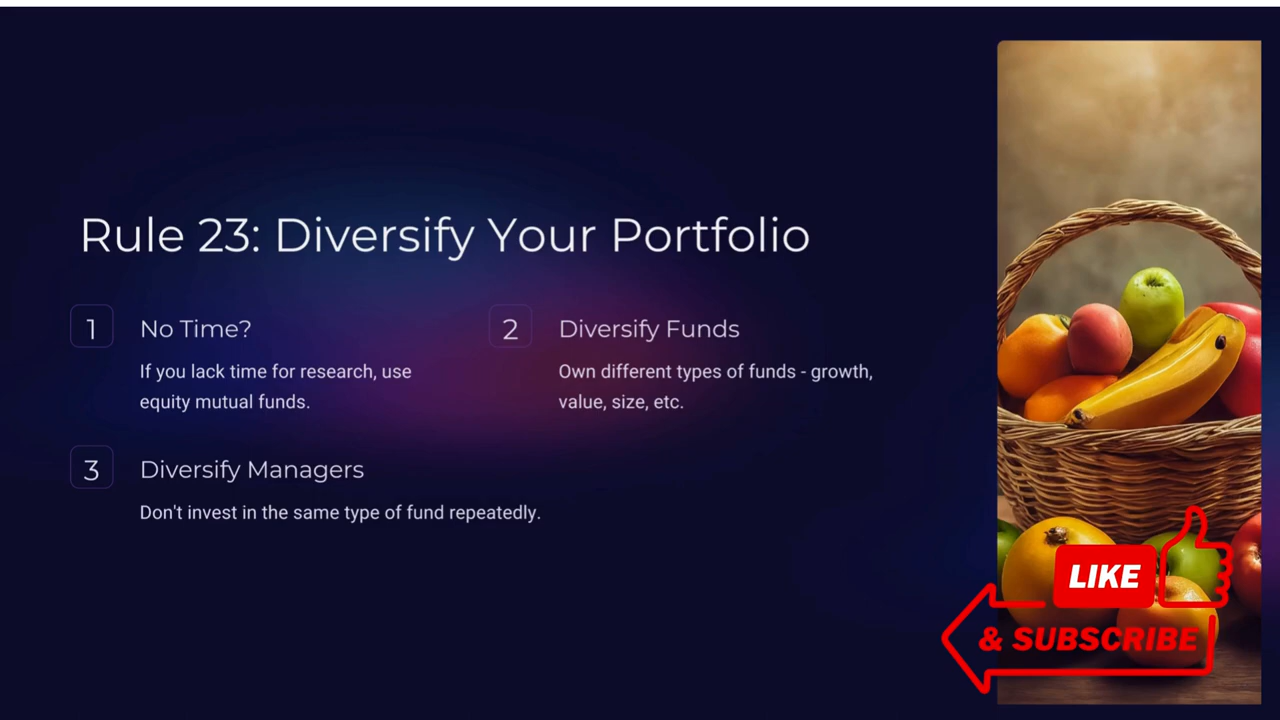 Rule 23: Diversify Your Portfolio
1
No Time?
If you lack time for research, use
equity mutual funds.
2
Diversify Funds
Own different types of funds - growth,
value, size, etc.
3
Diversify Managers
Don't invest in the same type of fund repeatedly.
LIKE
& SUBSCRIBE